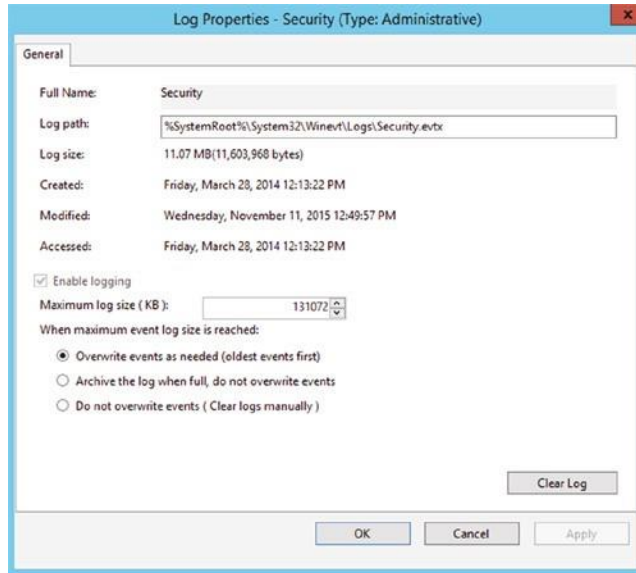 Log Properties - Security (Type: Administrative)
x
General
Full Name: Security
Log path: %SystemRoot%\System32\Winevt\Logs\Security.evtx
Log size: 11.07 MB(11,603,968 bytes)
Created: Friday, March 28, 2014 12:13:22 PM
Modified: Wednesday, November 11, 2015 12:49:57 PM
Accessed: Friday, March 28, 2014 12:13:22 PM
Enable logging
Maximum log size ( KB ): 131072
When maximum event log size is reached:
Overwrite events as needed (oldest events first)
Archive the log when full, do not overwrite events
Do not overwrite events ( Clear logs manually )
Clear Log
OK Cancel Apply